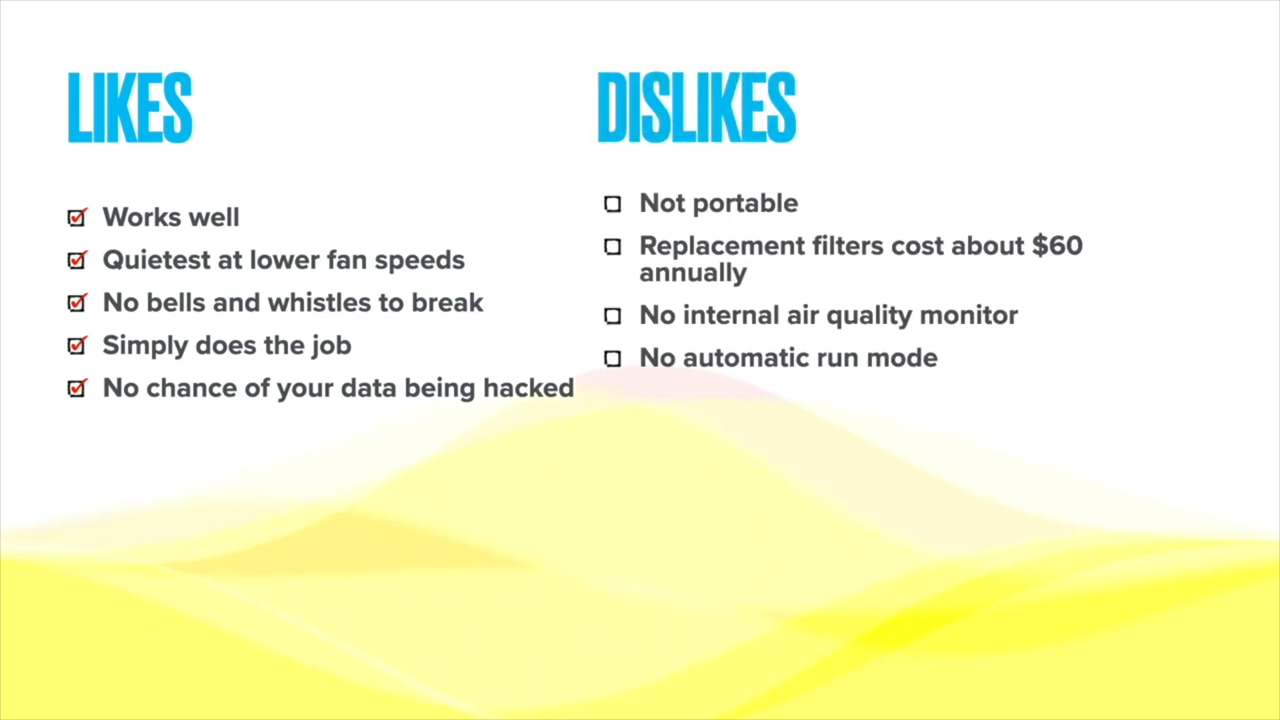 LIKES
Works well
Quietest at lower fan speeds
No bells and whistles to break
Simply does the job
No chance of your data being hacked
DISLIKES
Not portable
Replacement filters cost about $60
annually
No internal air quality monitor
No automatic run mode